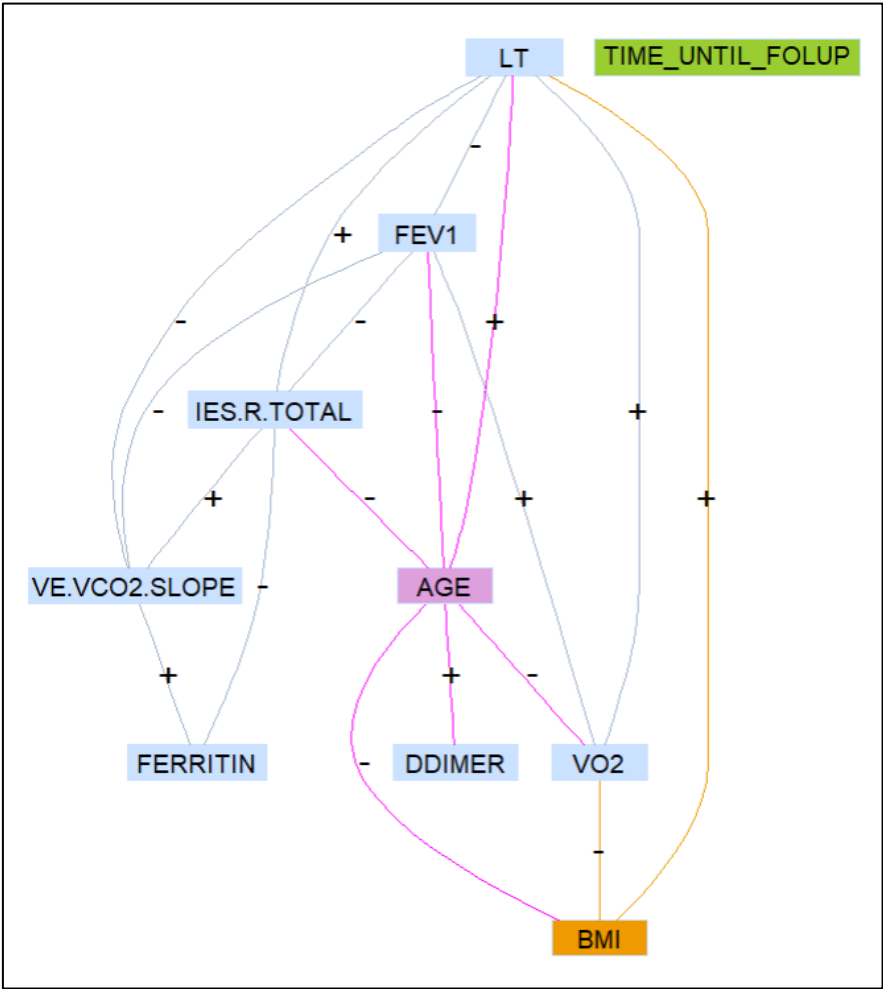 LT
TIME_UNTIL_FOLUP
-
FEV1
+
-
-
+
-
IES.R.TOTAL
-
+
-
+
-
+
+
VE.VCO2.SLOPE
-
AGE
+
+
-
FERRITIN
-
DDIMER
VO2
-
BMI